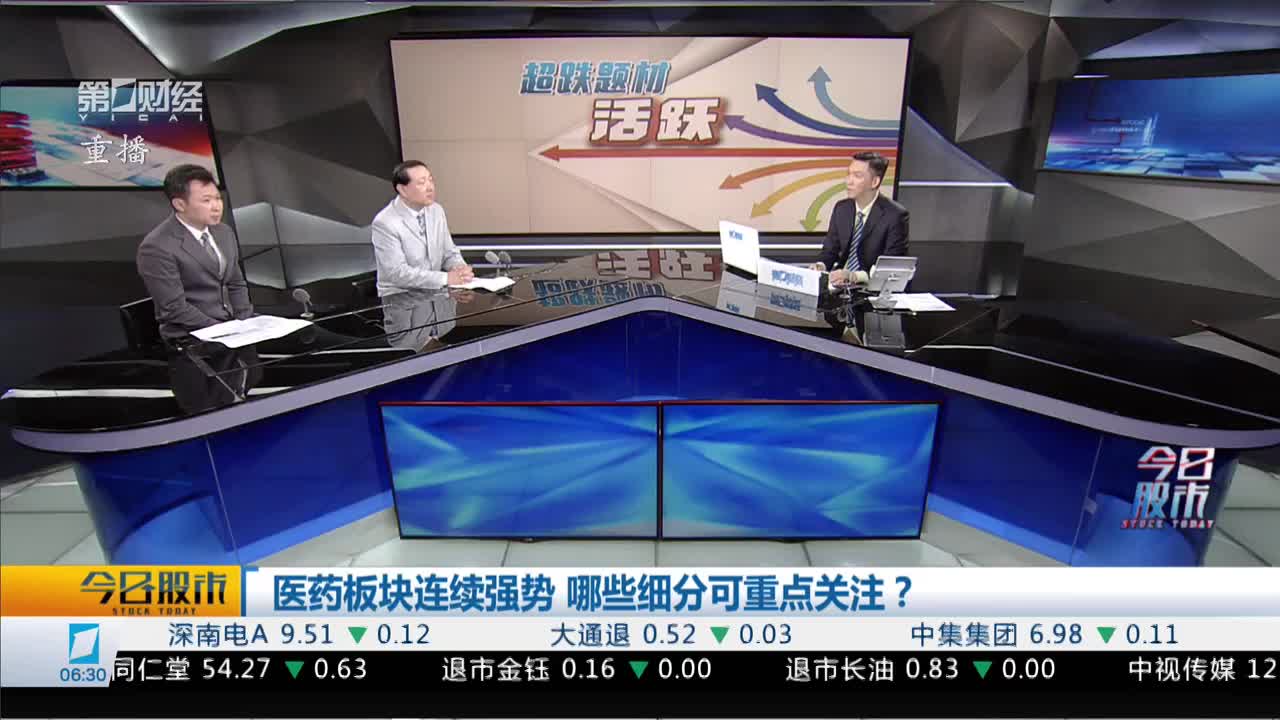 第一财经
YICAI
重播
超跌题材
活跃
今日
股市
STOCK TODAY
今日股市
STOCK TODAY
医药板块连续强势 哪些细分可重点关注？
深南电A 9.51 ▼ 0.12 大通退 0.52 ▼ 0.03 中集集团 6.98 ▼ 0.11
06:30
同仁堂 54.27 ▼ 0.63 退市金钰 0.16 ▼ 0.00 退市长油 0.83 ▼ 0.00 中视传媒 12